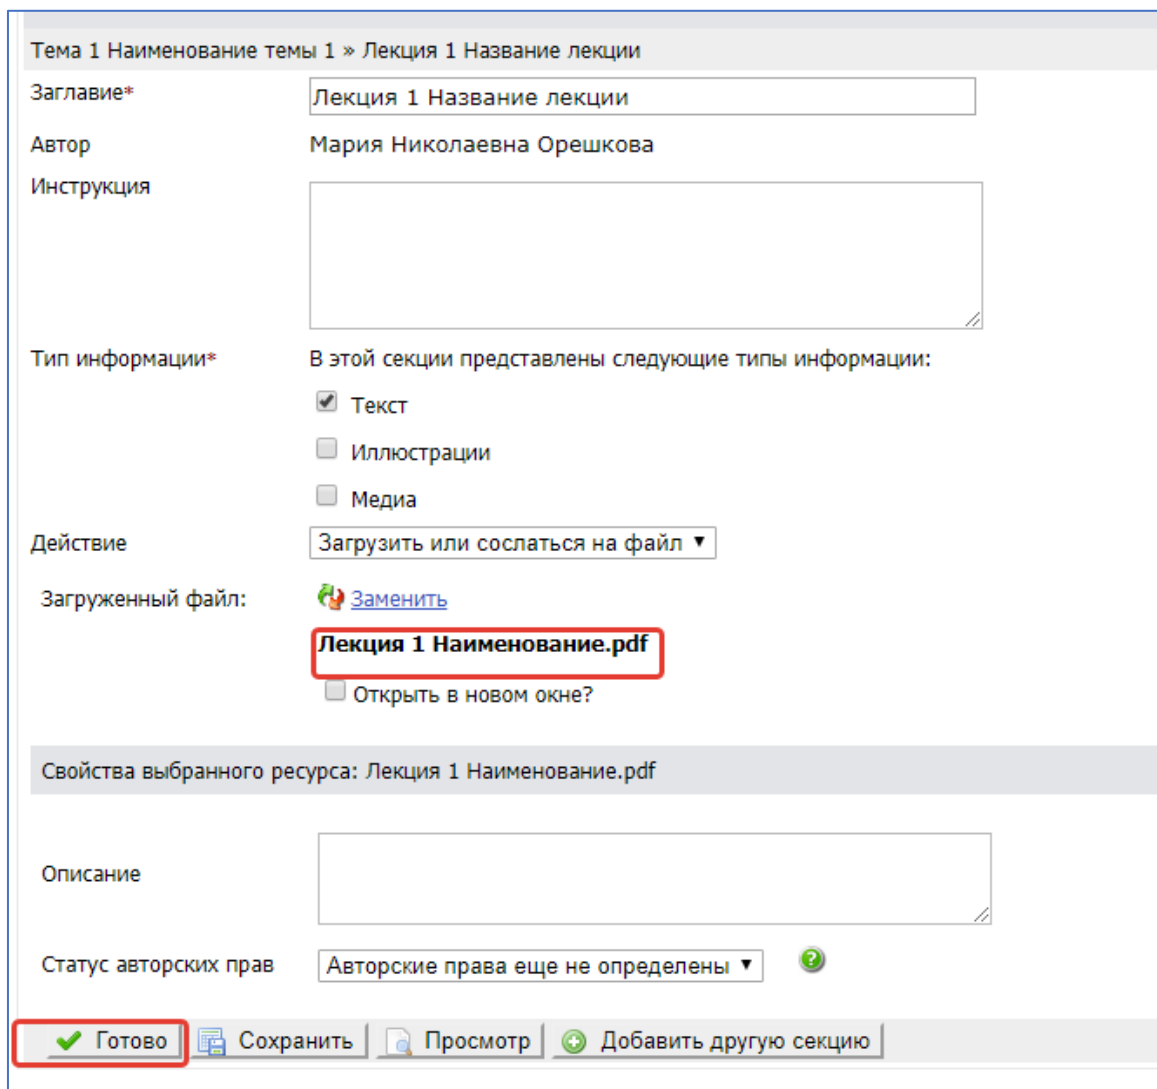 Тема 1 Наименование темы 1 » Лекция 1 Название лекции
Заглавие* Лекция 1 Название лекции
Автор Мария Николаевна Орешкова
Инструкция
Тип информации* В этой секции представлены следующие типы информации:
Текст
Иллюстрации
Медиа
Действие Загрузить или сослаться на файл
Загруженный файл: Заменить
Лекция 1 Наименование.pdf
Открыть в новом окне?
Свойства выбранного ресурса: Лекция 1 Наименование.pdf
Описание
Статус авторских прав Авторские права еще не определены ?
Готово Сохранить Просмотр Добавить другую секцию